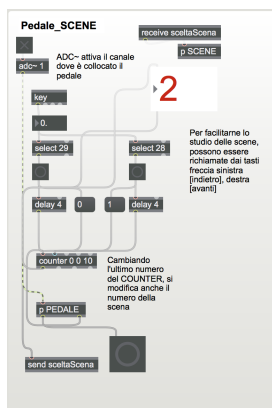 Pedale_SCENE
receive sceltaScena
p SCENE
ADC~ attiva il canale
dove è collocato il
pedale
adc~ 1
2
key
0.
Per facilitarne lo
studio delle scene,
possono essere
richiamate dai tasti
freccia sinistra
[indietro], destra
[avanti]
select 29
select 28
delay 4
0
1
delay 4
counter 0 0 10
Cambiando
l'ultimo numero
del COUNTER, si
modifica anche il
numero della
scena
p PEDALE
send sceltaScena